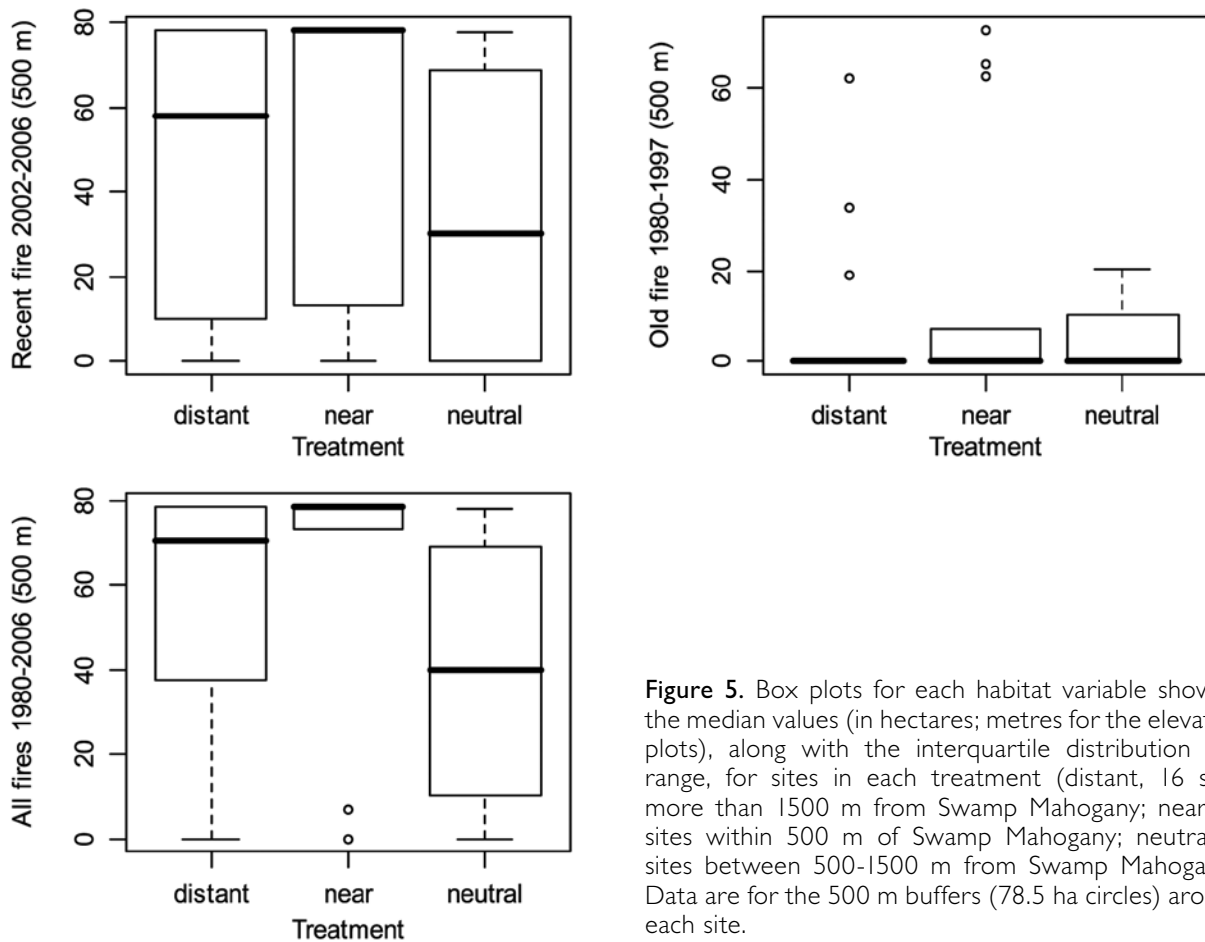 Recent fire 2002-2006 (500 m)
80
60
40
20
0
distant near neutral
Treatment
Old fire 1980-1997 (500 m)
60
40
20
0
distant near neutral
Treatment
All fires 1980-2006 (500 m)
80
60
40
20
0
distant near neutral
Treatment
Figure 5. Box plots for each habitat variable show
the median values (in hectares; metres for the elevat
plots), along with the interquartile distribution
range, for sites in each treatment (distant, 16 s
more than 1500 m from Swamp Mahogany; near
sites within 500 m of Swamp Mahogany; neutra
sites between 500-1500 m from Swamp Mahoga
Data are for the 500 m buffers (78.5 ha circles) aro
each site.